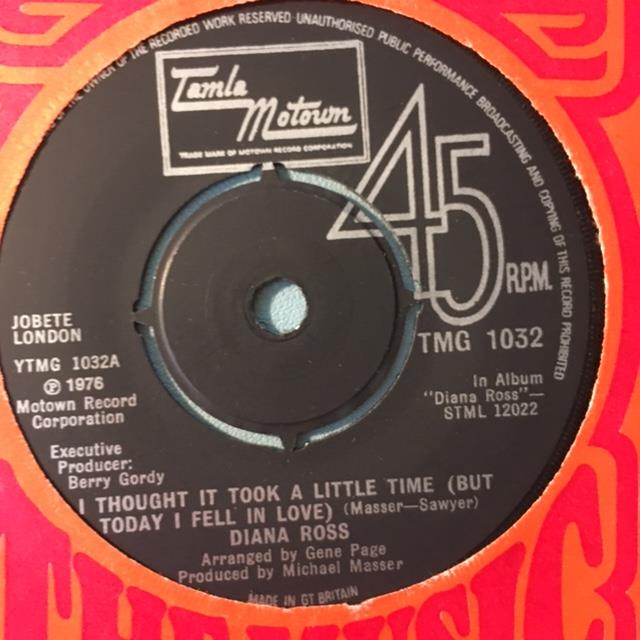 OF THE RECORDED WORK RESERVED · UNAUTHORISED PUBLIC PERFORMANCE BROADCASTING AND COPYING OF THIS RECORD PROHIBITED
Tamla
Motown
TRADE MARK OF MOTOWN RECORD CORPORATION
45
R.P.M.
JOBETE
LONDON
YTMG 1032A
℗ 1976
Motown Record
Corporation
TMG 1032
In Album
"Diana Ross"—
STML 12022
Executive
Producer:
Berry Gordy
I THOUGHT IT TOOK A LITTLE TIME (BUT
TODAY I FELL IN LOVE) (Masser—Sawyer)
DIANA ROSS
Arranged by Gene Page
Produced by Michael Masser
MADE IN GT BRITAIN
THE MUSIC